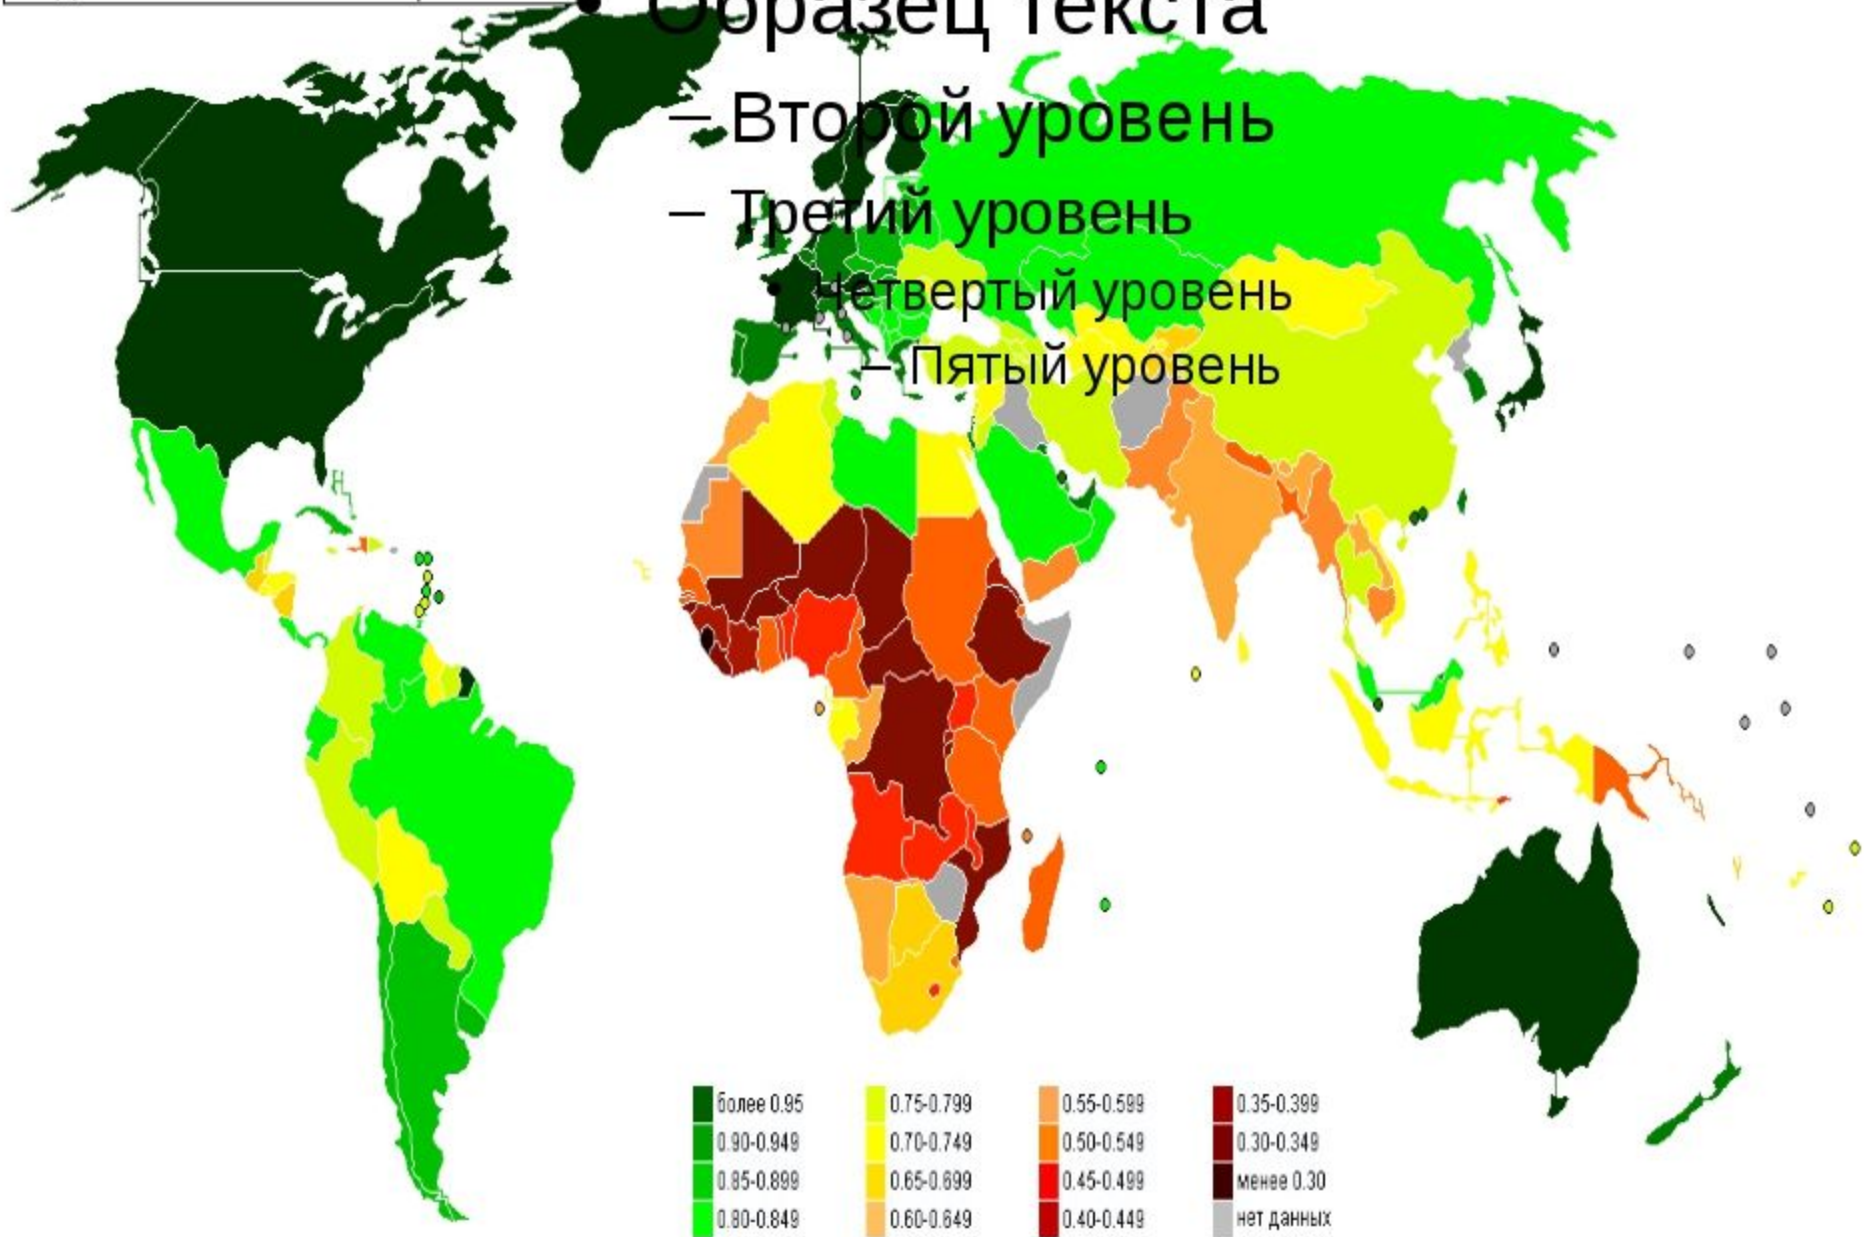 Образец текста
– Второй уровень
– Третий уровень
• Четвертый уровень
– Пятый уровень
более 0.95
0.90-0.949
0.85-0.899
0.80-0.849
0.75-0.799
0.70-0.749
0.65-0.699
0.60-0.649
0.55-0.599
0.50-0.549
0.45-0.499
0.40-0.449
0.35-0.399
0.30-0.349
менее 0.30
нет данных